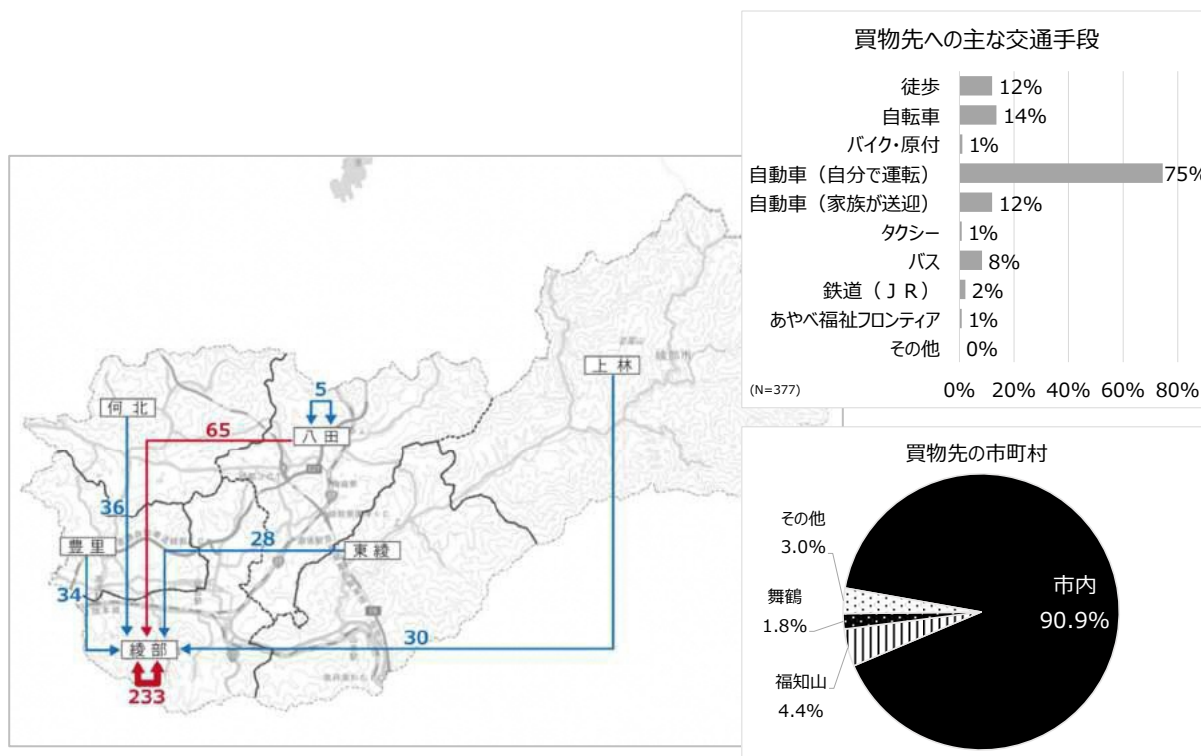 買物先への主な交通手段
徒歩 12%
自転車 14%
バイク・原付 1%
自動車（自分で運転） 75%
自動車（家族が送迎） 12%
タクシー 1%
バス 8%
鉄道（ＪＲ） 2%
あやべ福祉フロンティア 1%
その他 0%
(N=377)
0% 20% 40% 60% 80%
上林
綾部市
何北
5
八田
65
36
豊里
28
東綾
34
綾部
30
233
買物先の市町村
その他
3.0%
舞鶴
1.8%
福知山
4.4%
市内
90.9%